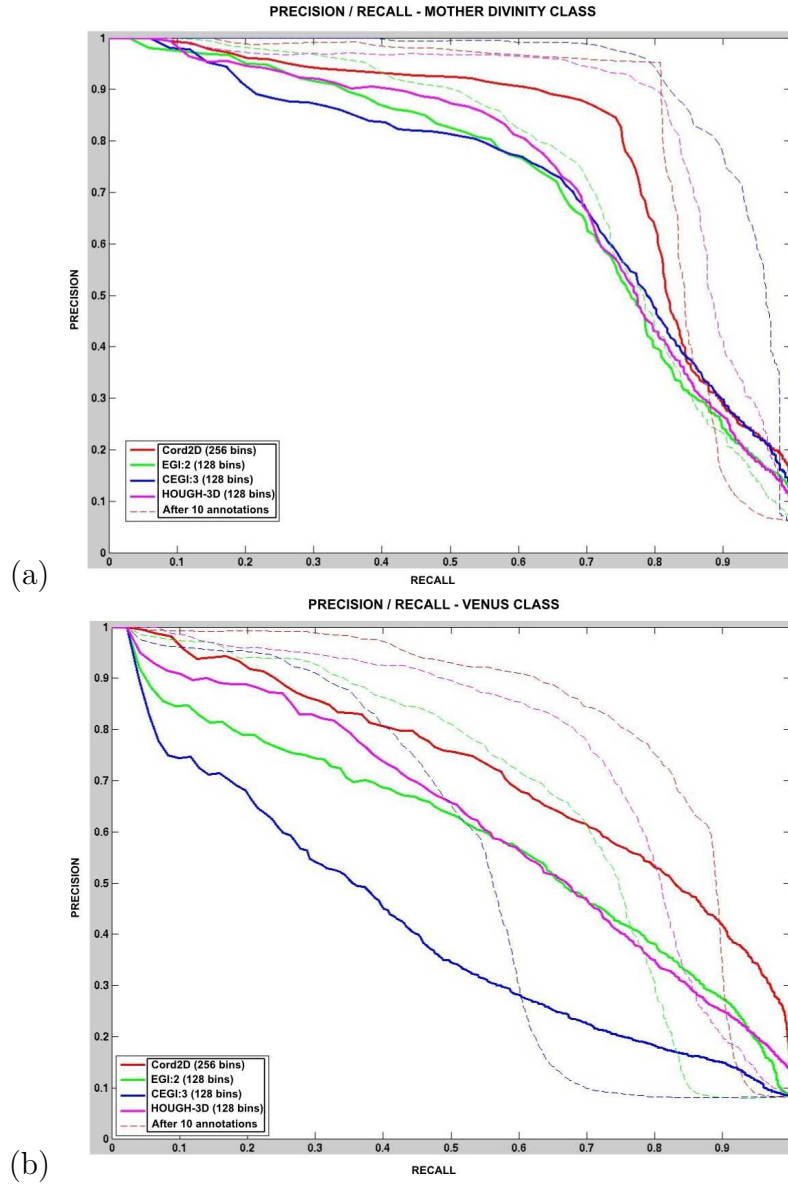 PRECISION / RECALL - MOTHER DIVINITY CLASS
1
0.9
0.8
0.7
0.6
0.5
0.4
0.3
0.2
0.1
0
PRECISION
Cord2D (256 bins)
EGI:2 (128 bins)
CEGI:3 (128 bins)
HOUGH-3D (128 bins)
After 10 annotations
0 0.1 0.2 0.3 0.4 0.5 0.6 0.7 0.8 0.9
RECALL
(a)
PRECISION / RECALL - VENUS CLASS
1
0.9
0.8
0.7
0.6
0.5
0.4
0.3
0.2
0.1
0
PRECISION
Cord2D (256 bins)
EGI:2 (128 bins)
CEGI:3 (128 bins)
HOUGH-3D (128 bins)
After 10 annotations
0 0.1 0.2 0.3 0.4 0.5 0.6 0.7 0.8 0.9
RECALL
(b)